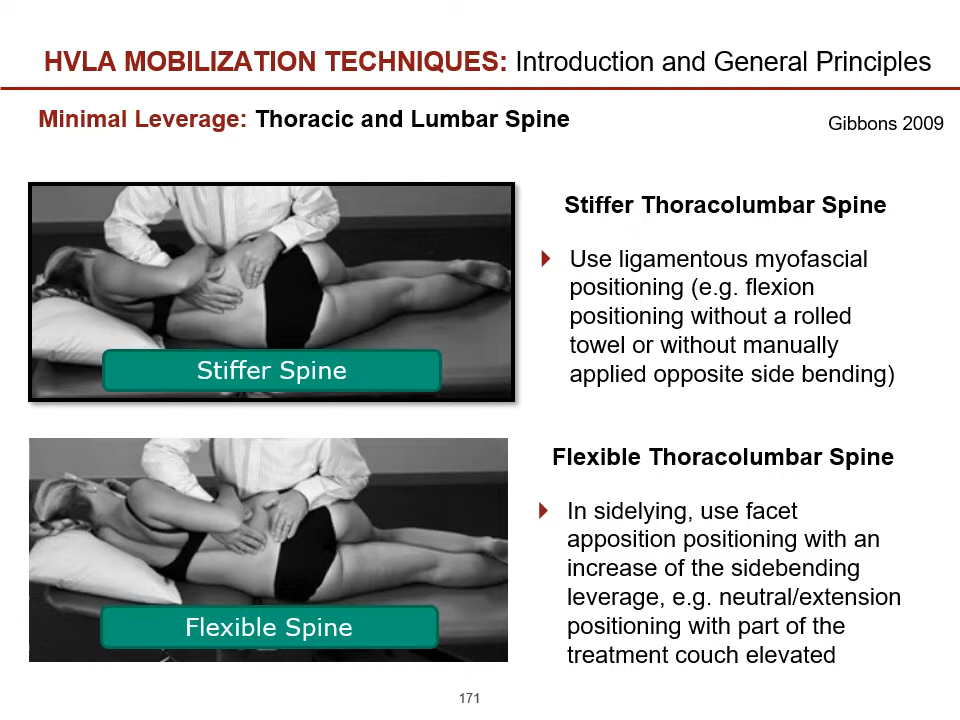 HVLA MOBILIZATION TECHNIQUES: Introduction and General Principles
Minimal Leverage: Thoracic and Lumbar Spine
Gibbons 2009
Stiffer Spine
Stiffer Thoracolumbar Spine
Use ligamentous myofascial
positioning (e.g. flexion
positioning without a rolled
towel or without manually
applied opposite side bending)
Flexible Spine
Flexible Thoracolumbar Spine
In sidelying, use facet
apposition positioning with an
increase of the sidebending
leverage, e.g. neutral/extension
positioning with part of the
treatment couch elevated
171